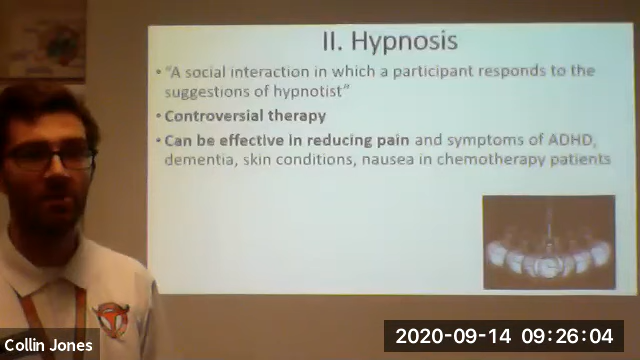 II. Hypnosis
• "A social interaction in which a participant responds to the
suggestions of hypnotist"
• Controversial therapy
• Can be effective in reducing pain and symptoms of ADHD,
dementia, skin conditions, nausea in chemotherapy patients
Collin Jones
2020-09-14 09:26:04